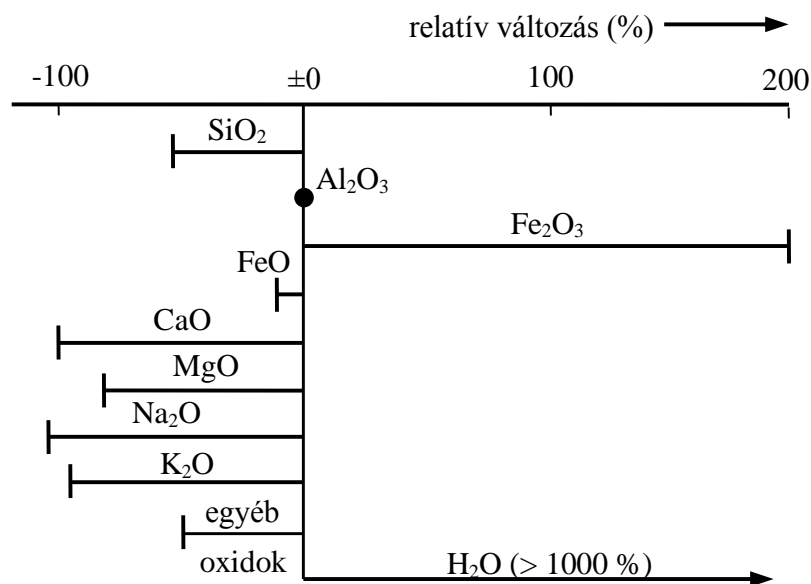 relatív változás (%)
-100 ±0 100 200
SiO₂
Al₂O₃
Fe₂O₃
FeO
CaO
MgO
Na₂O
K₂O
egyéb
oxidok
H₂O (> 1000 %)